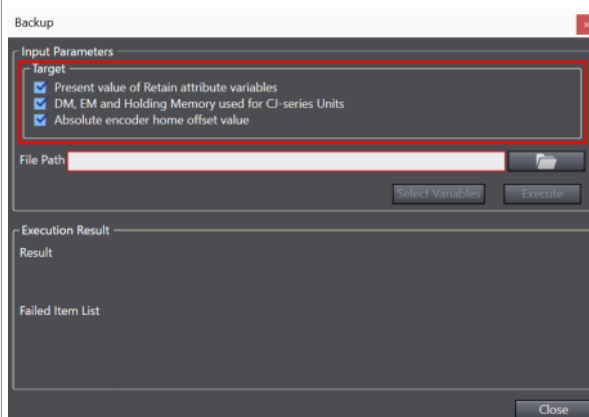 Backup
Input Parameters
Target
Present value of Retain attribute variables
DM, EM and Holding Memory used for CJ-series Units
Absolute encoder home offset value
File Path
Select Variables Execute
Execution Result
Result
Failed Item List
Close